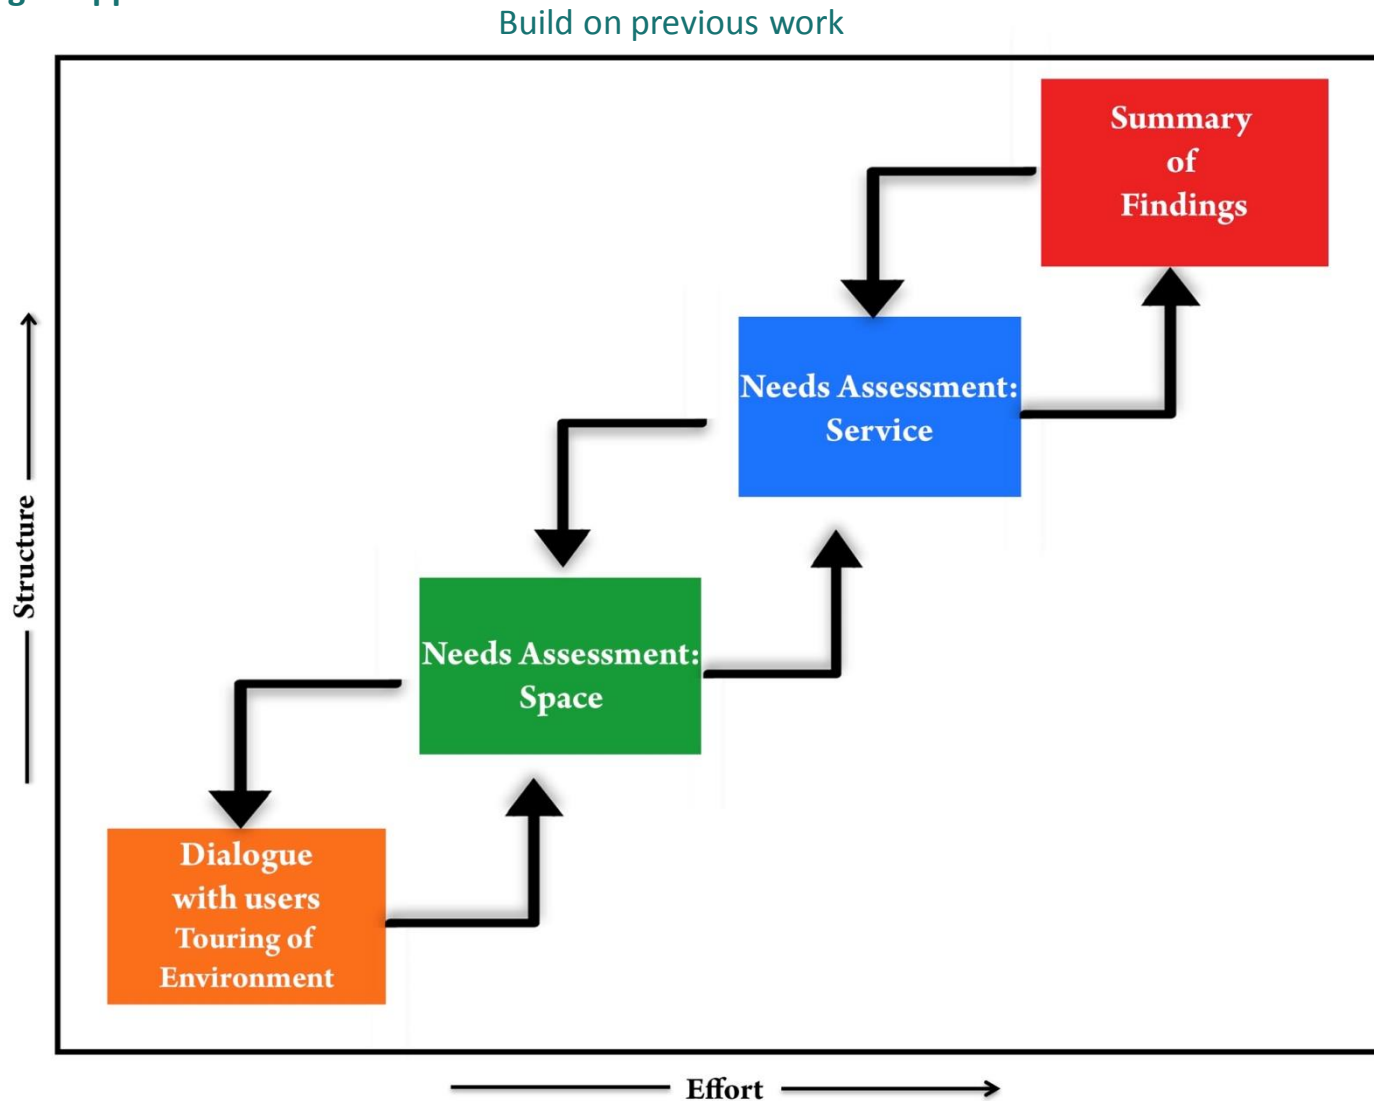 Build on previous work
Summary
of
Findings
Needs Assessment:
Service
Needs Assessment:
Space
Dialogue
with users
Touring of
Environment
Structure
Effort